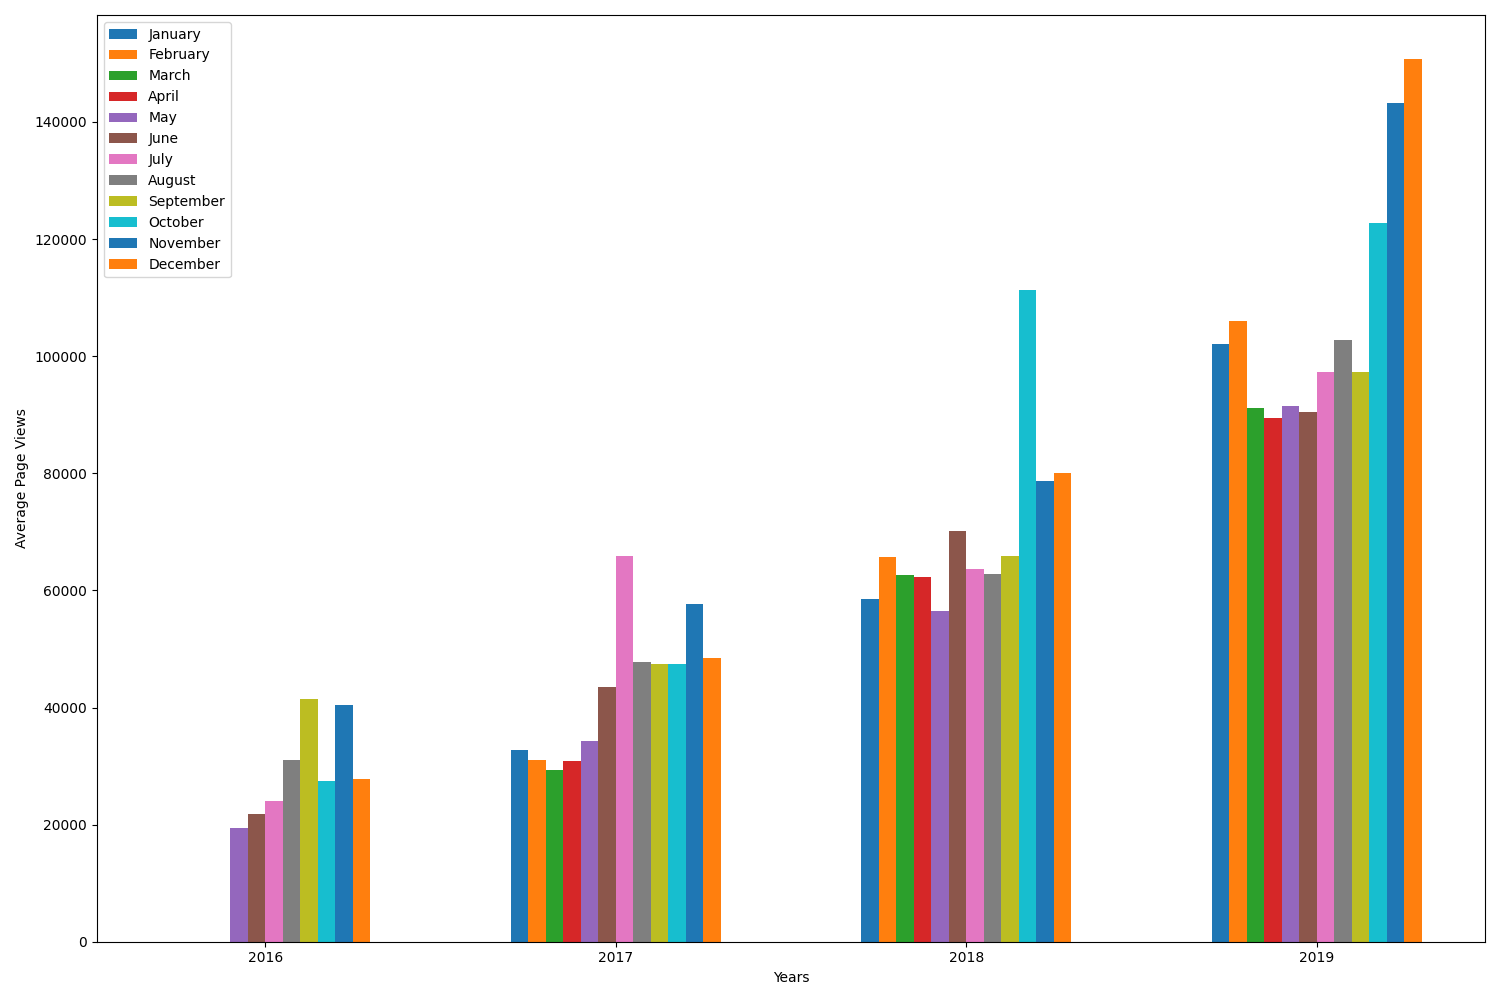 January
February
March
April
May
June
July
August
September
October
November
December
140000
120000
100000
80000
60000
40000
20000
0
Average Page Views
2016 2017 2018 2019
Years